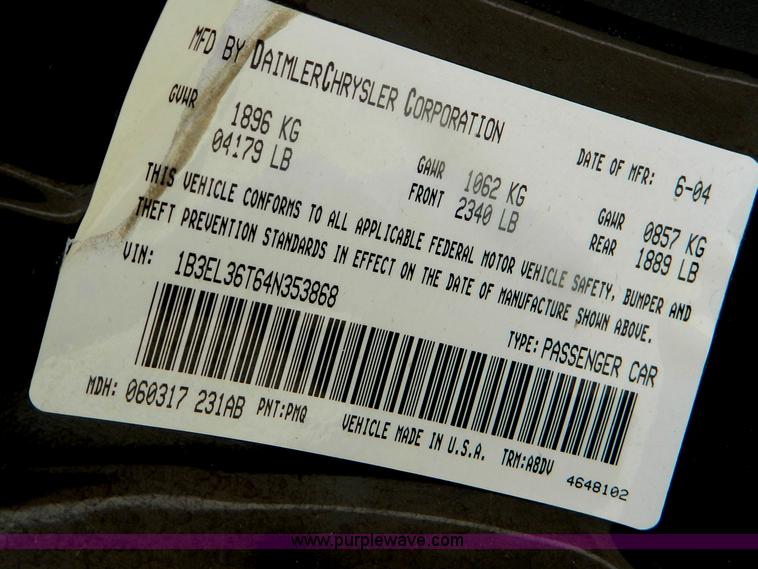 MFD BY DAIMLERCHRYSLER CORPORATION
DATE OF MFR: 6-04
GVWR 1896 KG
04179 LB
GAWR FRONT 1062 KG
2340 LB
GAWR REAR 0857 KG
1889 LB
THIS VEHICLE CONFORMS TO ALL APPLICABLE FEDERAL MOTOR VEHICLE SAFETY, BUMPER AND
THEFT PREVENTION STANDARDS IN EFFECT ON THE DATE OF MANUFACTURE SHOWN ABOVE.
VIN: 1B3EL36T64N353868
TYPE: PASSENGER CAR
MDH: 060317 231AB PNT:PMQ
VEHICLE MADE IN U.S.A. TRM:A8DV
4648102
www.purplewave.com